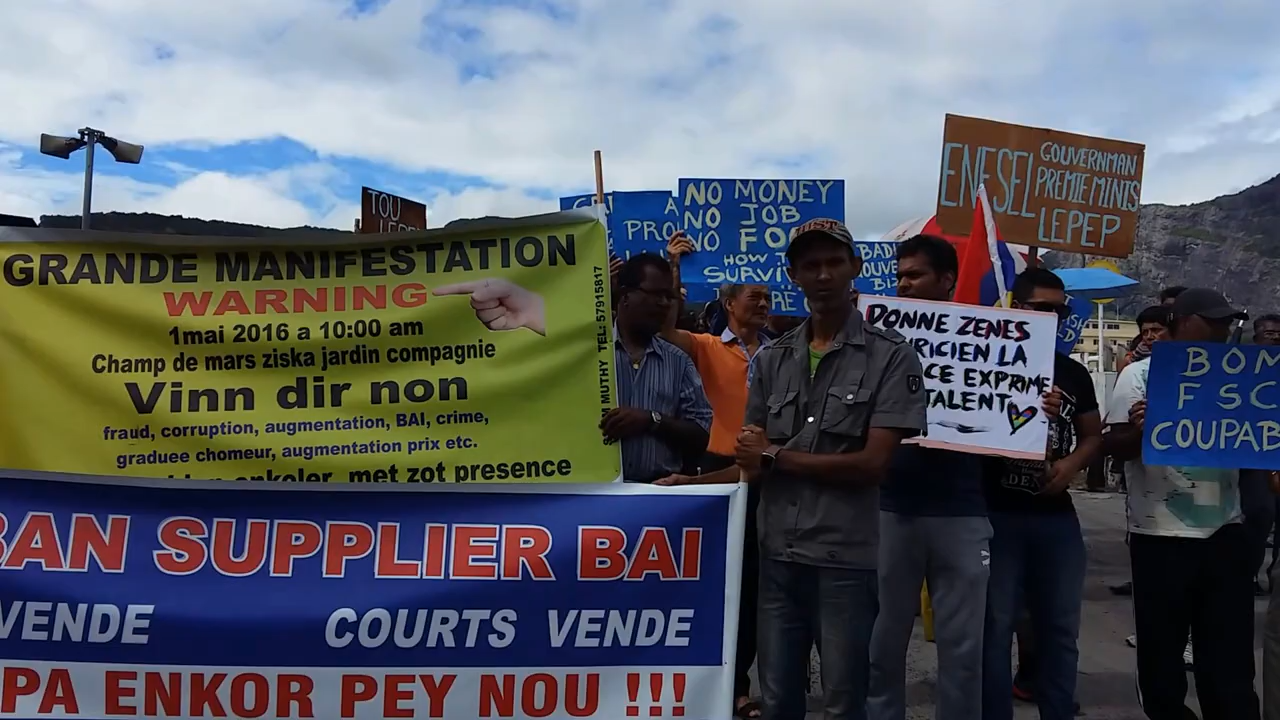 GRANDE MANIFESTATION
WARNING
1mai 2016 a 10:00 am
Champ de mars ziska jardin compagnie
Vinn dir non
fraud, corruption, augmentation, BAI, crime,
graduee chomeur, augmentation prix etc.
enkoler, met zot presence
MUTHY TEL: 57915817
BAN SUPPLIER BAI
VENDE COURTS VENDE
PA ENKOR PEY NOU !!!
TOU
NO MONEY
NO JOB
NO
HOW
SURVI
GOUVERNMAN
ENESEL PREMIE MINIS
LEPEP
DONNE ZENES
LA
EXPRIME
TALENT
BOM
FSC
COUPAB